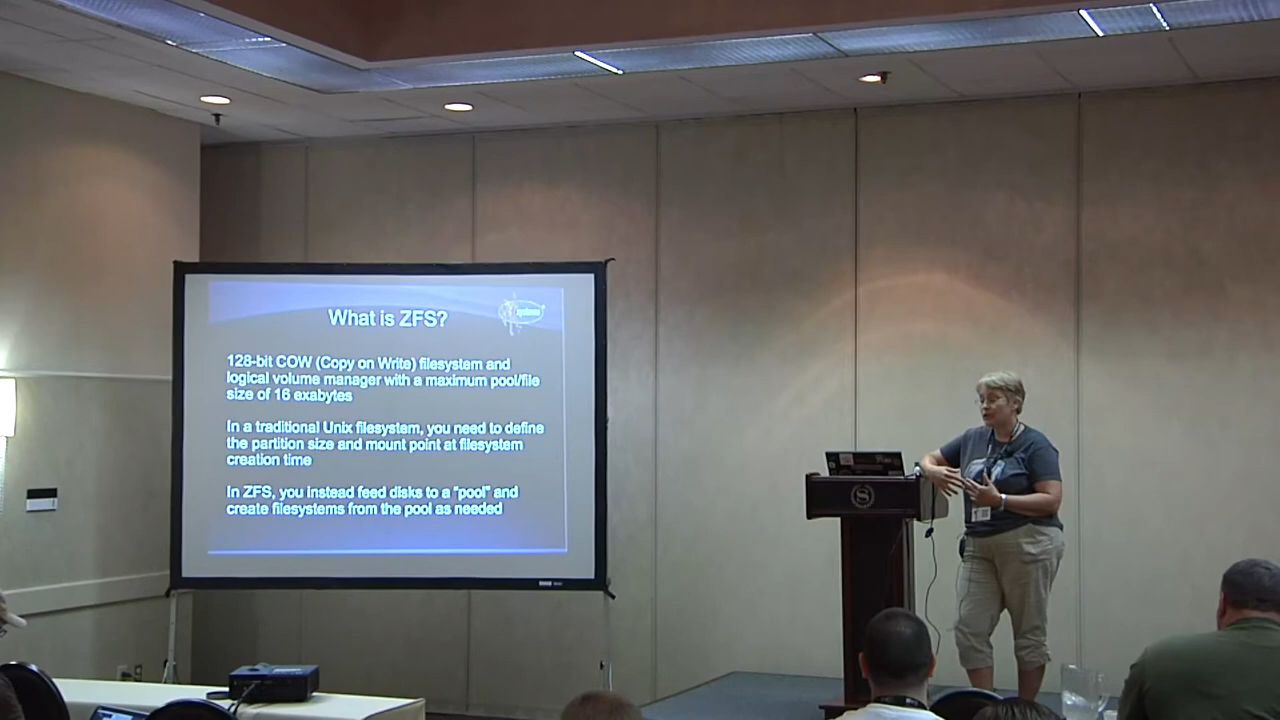 What is ZFS?
systems
128-bit COW (Copy on Write) filesystem and
logical volume manager with a maximum pool/file
size of 16 exabytes
In a traditional Unix filesystem, you need to define
the partition size and mount point at filesystem
creation time
In ZFS, you instead feed disks to a "pool" and
create filesystems from the pool as needed
S